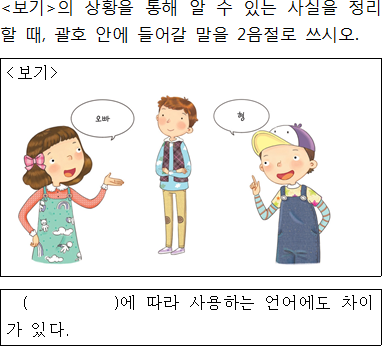 <보기>의 상황을 통해 알 수 있는 사실을 정리
할 때, 괄호 안에 들어갈 말을 2음절로 쓰시오.
<보기>
오빠
형
(            )에 따라 사용하는 언어에도 차이
가 있다.